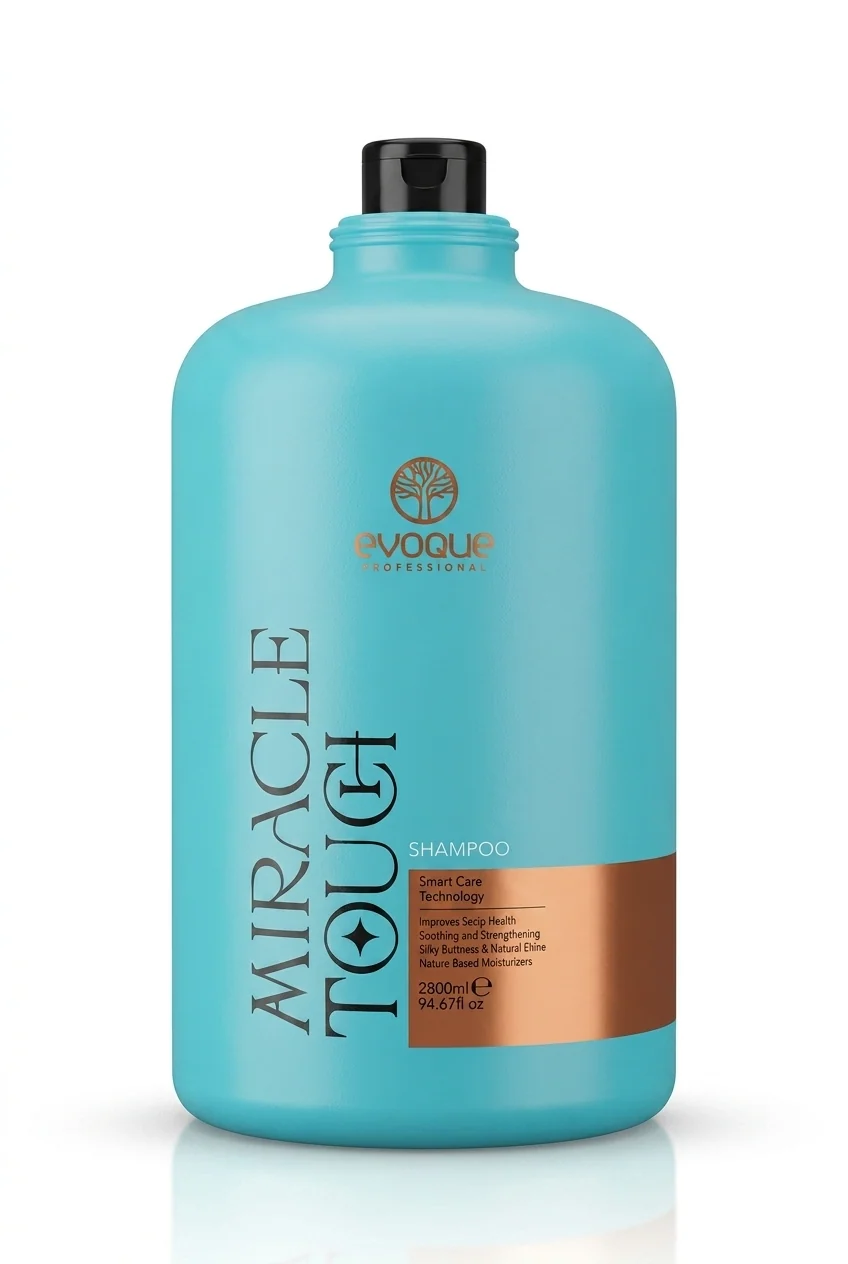 evoque
PROFESSIONAL
MIRACLE
TOUCH
SHAMPOO
Smart Care
Technology
Improves Secip Health
Soothing and Strengthening
Silky Buttness & Natural Ehine
Nature Based Moisturizers
2800ml e
94.67fl oz